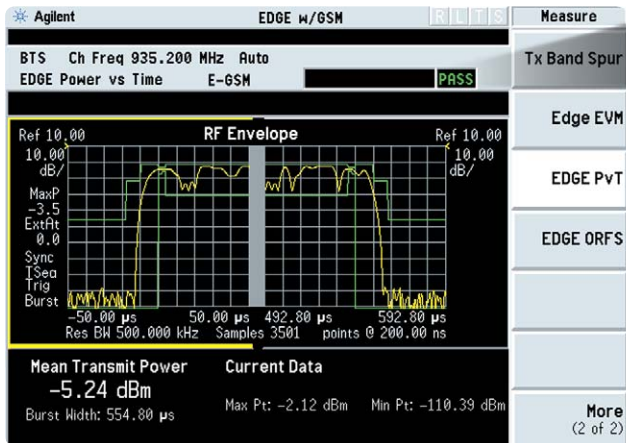 Agilent EDGE w/GSM R L T S Measure
BTS Ch Freq 935.200 MHz Auto
EDGE Power vs Time E-GSM PASS
Tx Band Spur
Edge EVM
EDGE PvT
EDGE ORFS
More
(2 of 2)
Ref 10.00 RF Envelope Ref 10.00
10.00 10.00
dB/ dB/
MaxP
-3.5
ExtAt
0.0
Sync
TSeq
Trig
Burst
-50.00 µs 50.00 µs 492.80 µs 592.80 µs
Res BW 500.000 kHz Samples 3501 points @ 200.00 ns
Mean Transmit Power Current Data
-5.24 dBm
Max Pt: -2.12 dBm Min Pt: -110.39 dBm
Burst Width: 554.80 µs